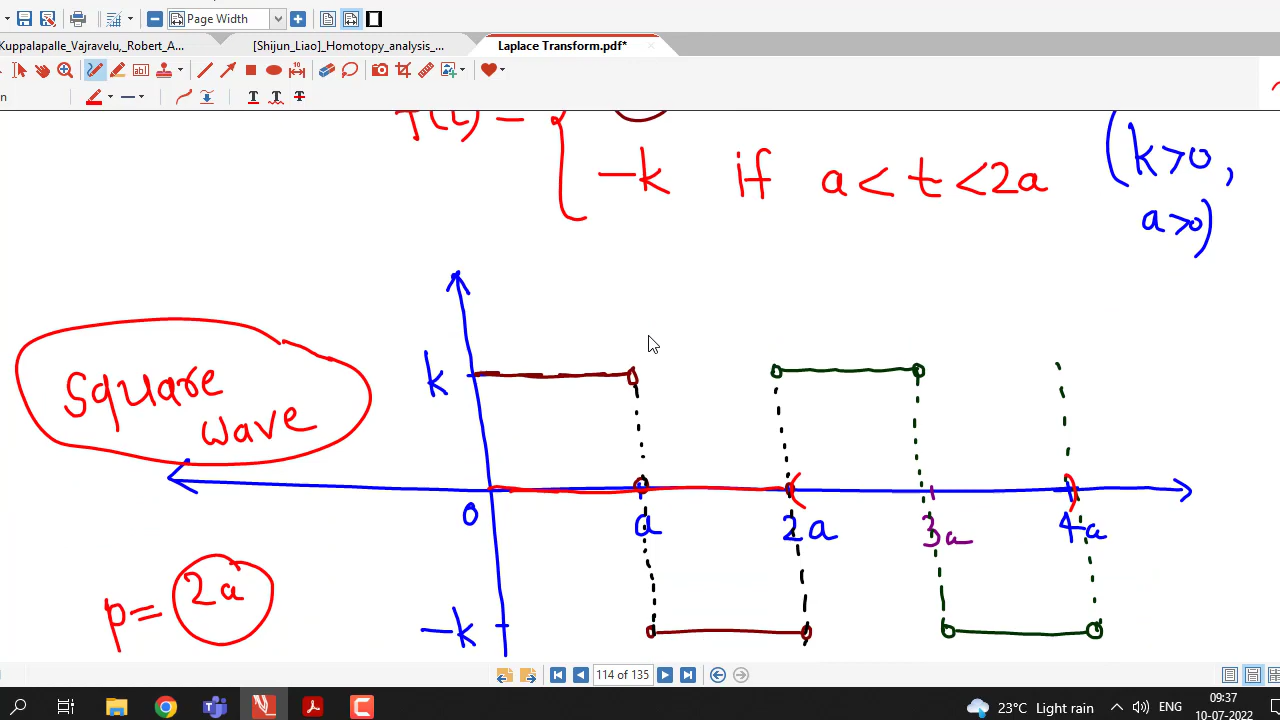 Page Width
Kuppalapalle_Vajravelu,_Robert_A...
[Shijun_Liao]_Homotopy_analysis_...
Laplace Transform.pdf*
f(t) = {
-k if a < t < 2a
(k>0,
a>0)
k
Square
wave
0 a 2a 3a 4a
p = 2a
-k
114 of 135
09:37
23°C Light rain
ENG
10-07-2022